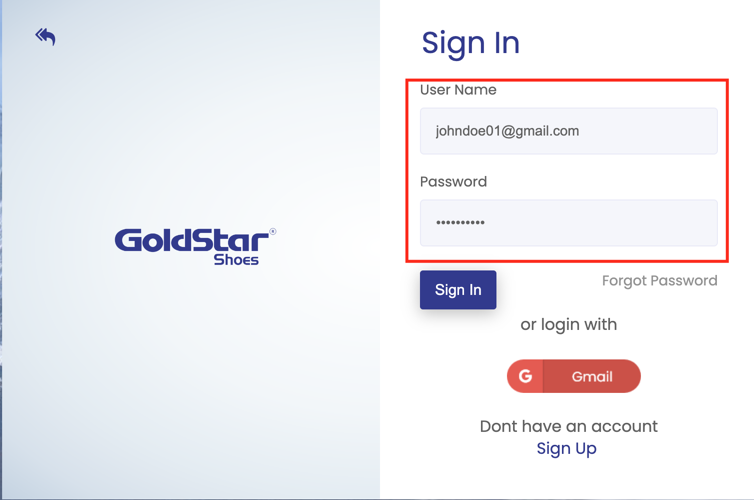 GoldStar®
Shoes
Sign In
User Name
johndoe01@gmail.com
Password
••••••••••
Sign In
Forgot Password
or login with
G Gmail
Dont have an account
Sign Up